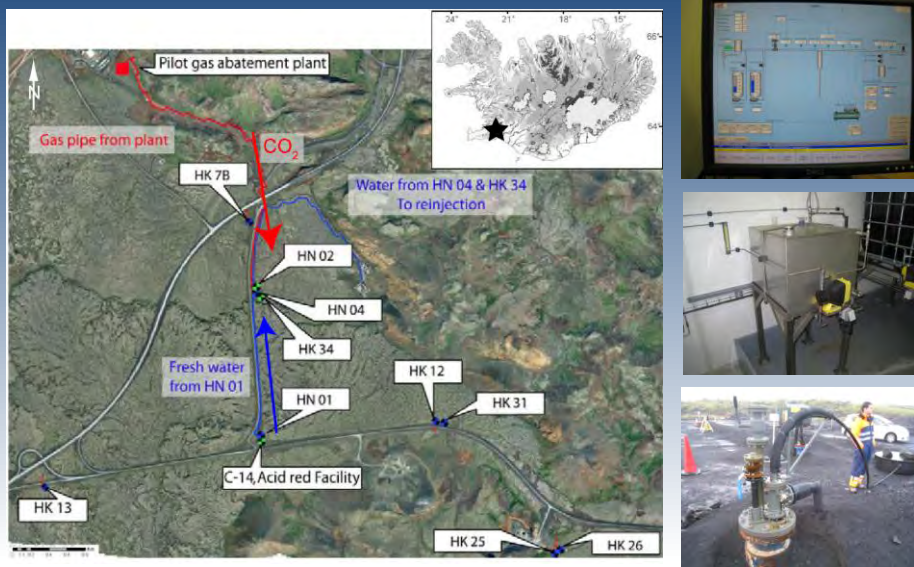 24°
21°
18°
15°
66°
64°
N
Pilot gas abatement plant
Gas pipe from plant
CO₂
HK 7B
Water from HN 04 & HK 34
To reinjection
HN 02
HN 04
HK 34
Fresh water
from HN 01
HN 01
HK 12
HK 31
C-14, Acid red Facility
HK 13
HK 25
HK 26